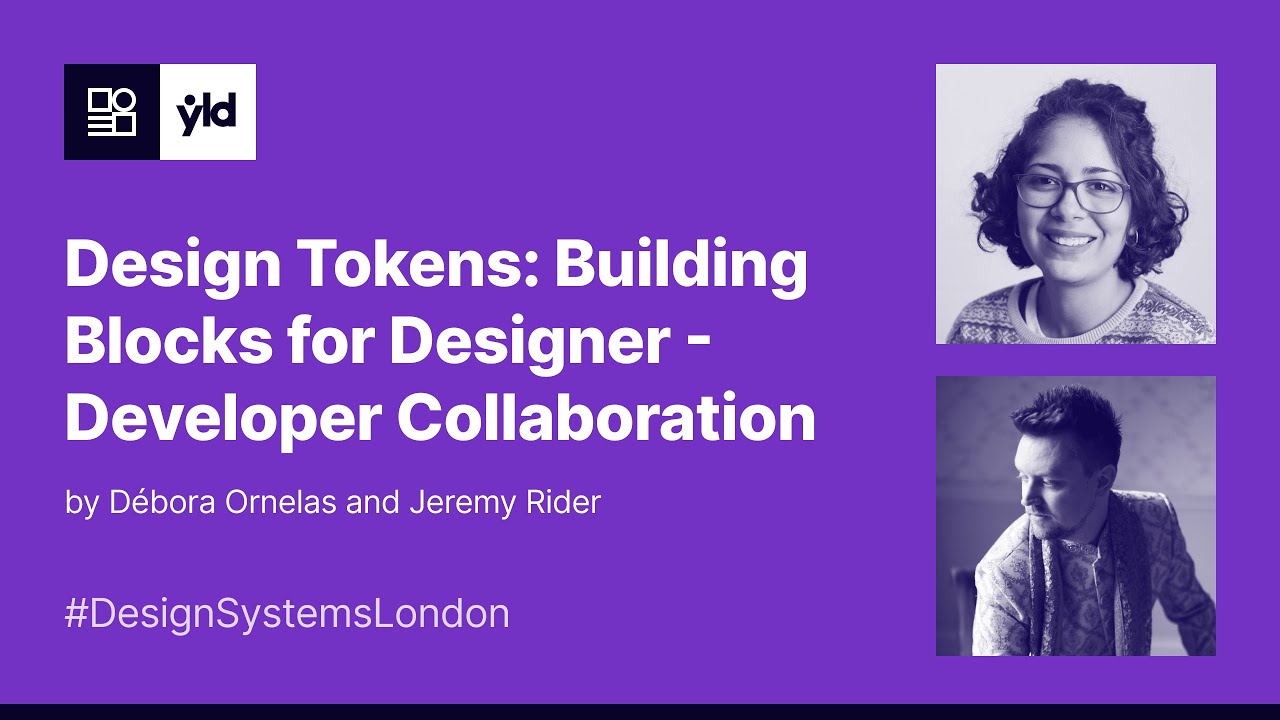 yld
Design Tokens: Building
Blocks for Designer -
Developer Collaboration
by Débora Ornelas and Jeremy Rider
#DesignSystemsLondon